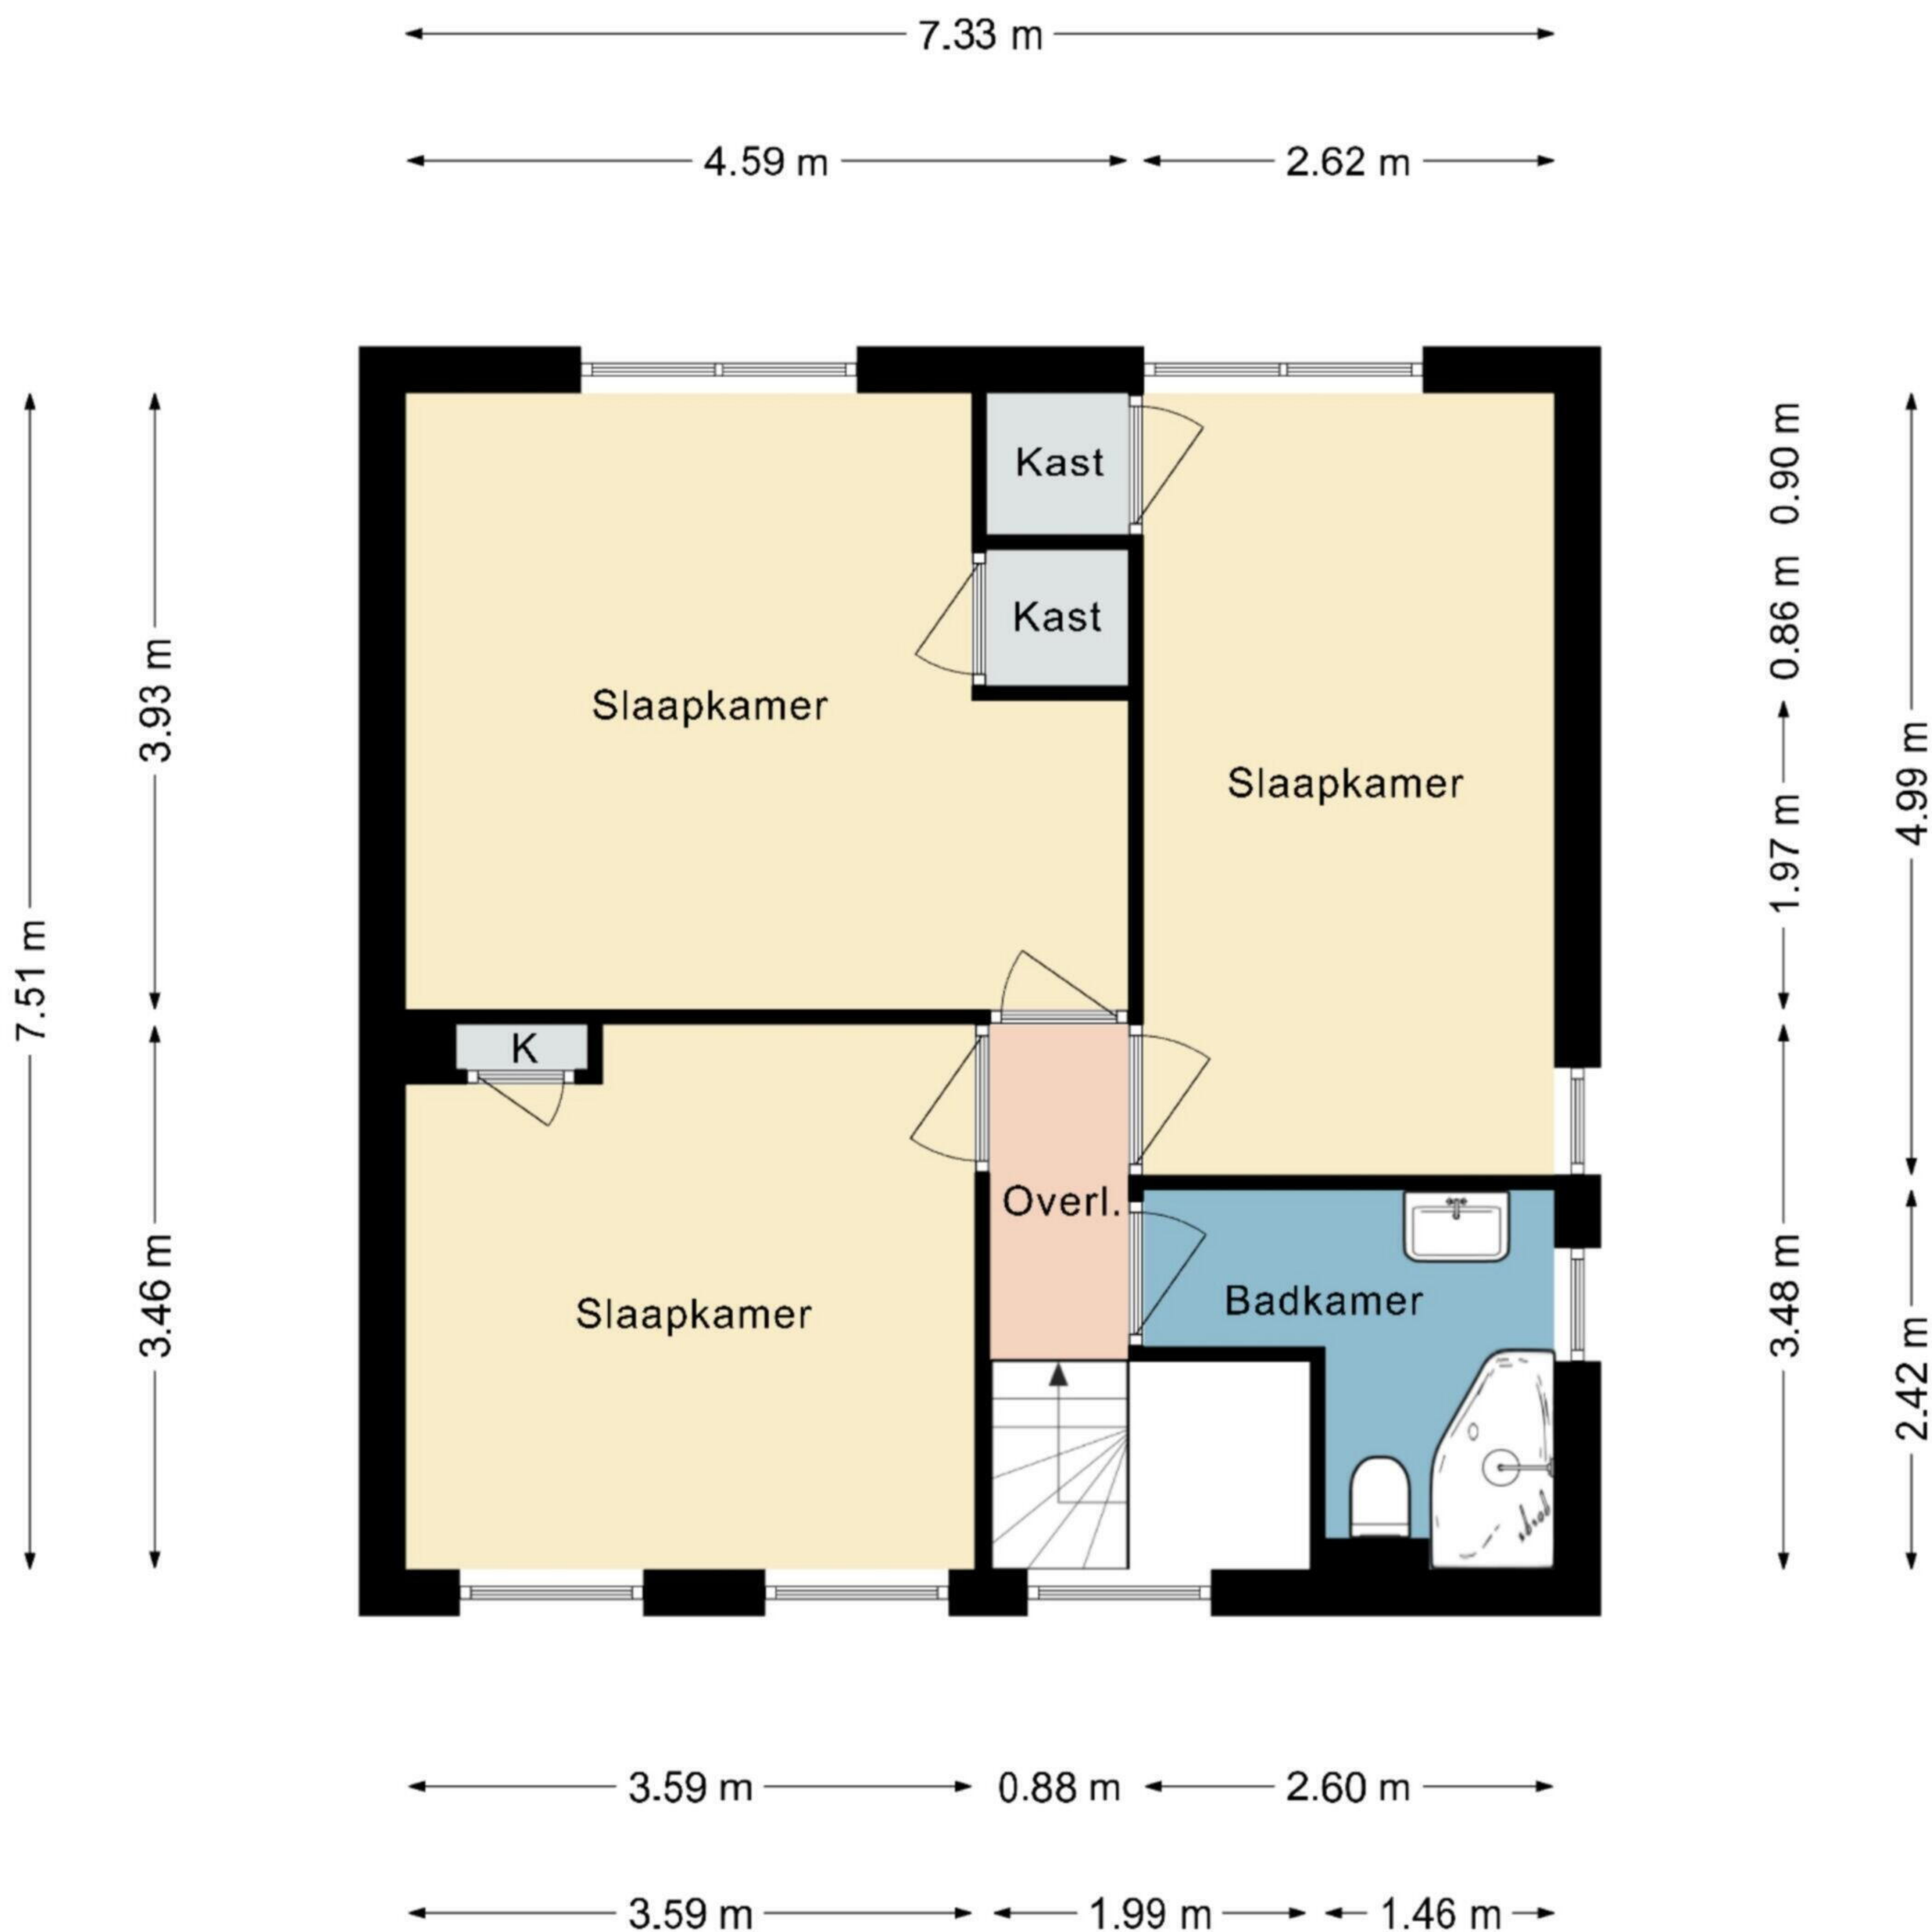 7.33 m
4.59 m
2.62 m
Kast
Kast
Slaapkamer
Slaapkamer
K
Overl.
Slaapkamer
Badkamer
7.51 m
3.93 m
3.46 m
0.90 m
0.86 m
1.97 m
3.48 m
4.99 m
2.42 m
3.59 m
0.88 m
2.60 m
3.59 m
1.99 m
1.46 m